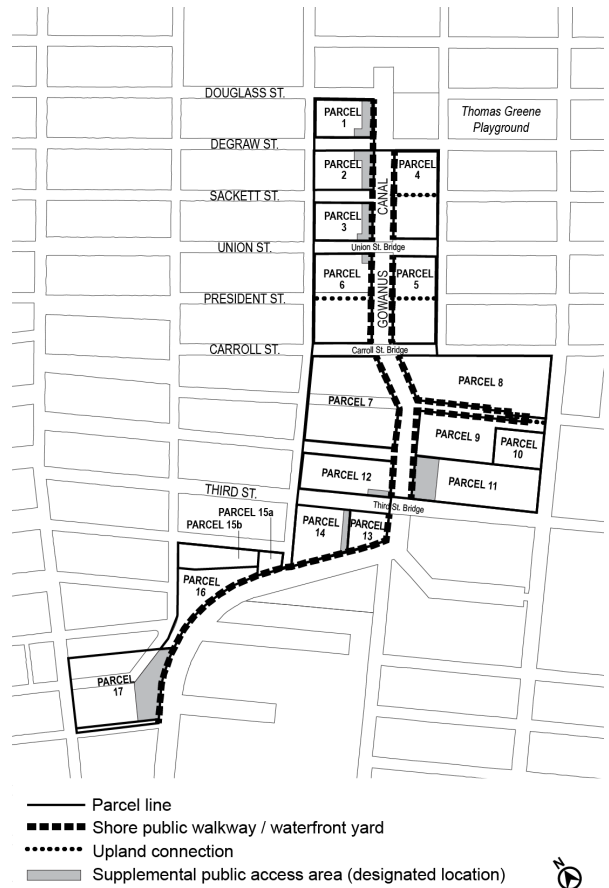 DOUGLASS ST.
PARCEL
1
Thomas Greene
Playground
DEGRAW ST.
PARCEL
2
CANAL
PARCEL
4
SACKETT ST.
PARCEL
3
UNION ST.
Union St. Bridge
PARCEL
6
GOWANUS
PARCEL
5
PRESIDENT ST.
CARROLL ST.
Carroll St. Bridge
PARCEL 8
PARCEL 7
PARCEL 9
PARCEL
10
PARCEL 12
PARCEL 11
THIRD ST.
Third St. Bridge
PARCEL 15a
PARCEL 15b
PARCEL
14
PARCEL
13
PARCEL
16
PARCEL
17
Parcel line
Shore public walkway / waterfront yard
Upland connection
Supplemental public access area (designated location)
N